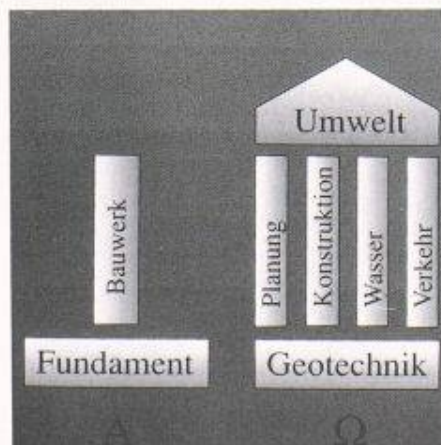 Umwelt
Bauwerk
Planung
Konstruktion
Wasser
Verkehr
Fundament
Geotechnik
A
Ω